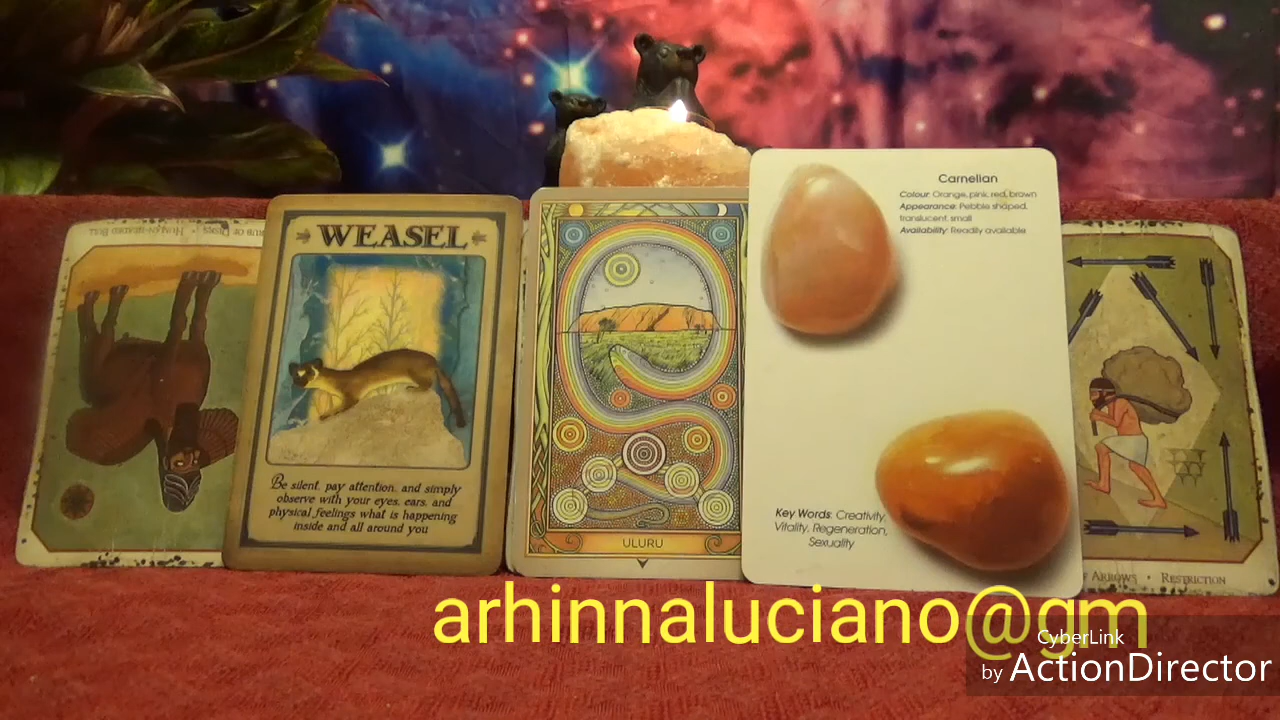 WEASEL
Be silent, pay attention, and simply
observe with your eyes, ears, and
physical feelings what is happening
inside and all around you
ULURU
Carnelian
Colour: Orange, pink, red, brown
Appearance: Pebble shaped,
translucent, small
Availability: Readily available
Key Words: Creativity,
Vitality, Regeneration,
Sexuality
ARROWS • RESTRICTION
arhinnaluciano@gm
CyberLink
by ActionDirector